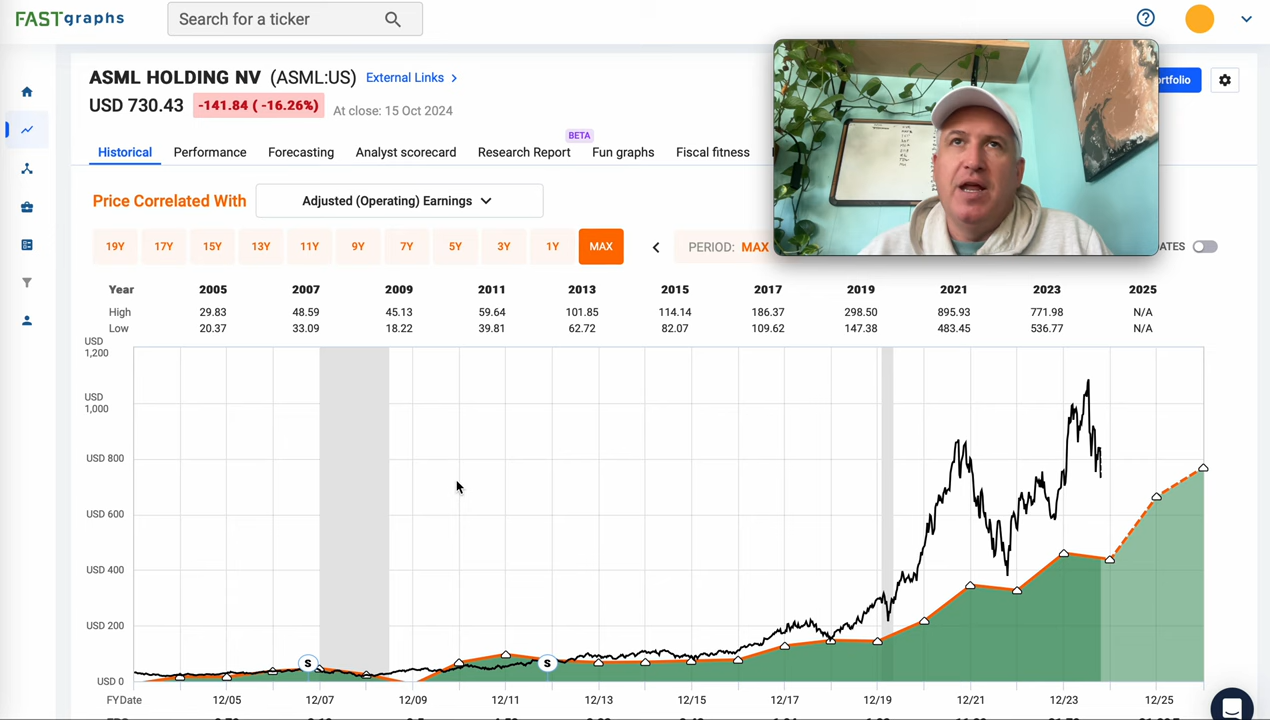 FAST graphs
Search for a ticker
ASML HOLDING NV (ASML:US) External Links
USD 730.43 -141.84 ( -16.26%) At close: 15 Oct 2024
ortfolio
BETA
Historical Performance Forecasting Analyst scorecard Research Report Fun graphs Fiscal fitness
Price Correlated With Adjusted (Operating) Earnings
19Y 17Y 15Y 13Y 11Y 9Y 7Y 5Y 3Y 1Y MAX PERIOD: MAX ATES
Year 2005 2007 2009 2011 2013 2015 2017 2019 2021 2023 2025
High 29.83 48.59 45.13 59.64 101.85 114.14 186.37 298.50 895.93 771.98 N/A
Low 20.37 33.09 18.22 39.81 62.72 82.07 109.62 147.38 483.45 536.77 N/A
USD
1,200
USD
1,000
USD 800
USD 600
USD 400
USD 200
S S
USD 0
FYDate 12/05 12/07 12/09 12/11 12/13 12/15 12/17 12/19 12/21 12/23 12/25